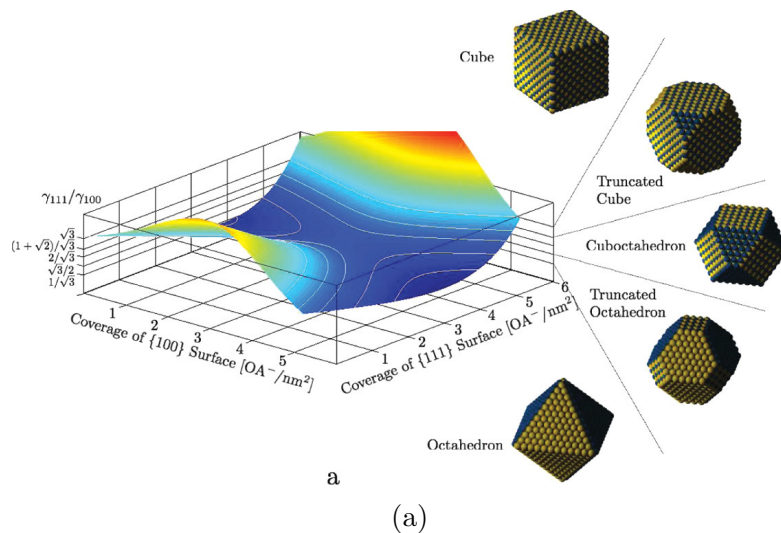 Cube
Truncated
Cube
Cuboctahedron
Truncated
Octahedron
Octahedron
γ111/γ100
√3
(1 + √2)/√3
2/√3
√3/2
1/√3
1
2
3
4
5
Coverage of {100} Surface [OA⁻/nm²]
1
2
3
4
5
6
Coverage of {111} Surface [OA⁻/nm²]
a
(a)